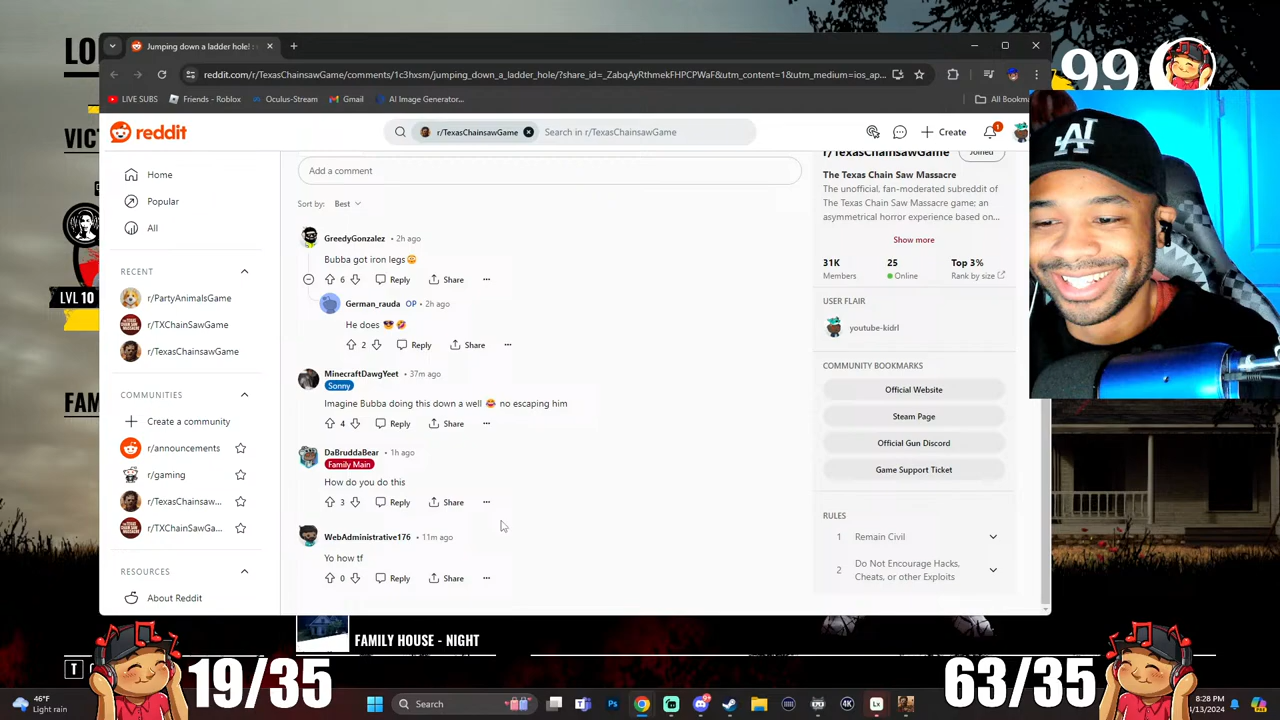 LO
Jumping down a ladder hole! :
99
reddit.com/r/TexasChainsawGame/comments/1c3hxsm/jumping_down_a_ladder_hole/?share_id=_ZabqAyRthmekFHPCPWaF&utm_content=1&utm_medium=ios_ap...
LIVE SUBS
Friends - Roblox
Oculus-Stream
Gmail
AI Image Generator...
All Bookma
VIC
reddit
r/TexasChainsawGame
Search in r/TexasChainsawGame
Create
1
LA
Home
Popular
All
RECENT
r/PartyAnimalsGame
r/TXChainSawGame
r/TexasChainsawGame
COMMUNITIES
Create a community
r/announcements
r/gaming
r/TexasChainsaw...
r/TXChainSawGa...
RESOURCES
About Reddit
LVL 10
FAM
Add a comment
Sort by: Best
GreedyGonzalez • 2h ago
Bubba got iron legs😩
6 Reply Share ...
German_rauda OP • 2h ago
He does 😎🤣
2 Reply Share ...
MinecraftDawgYeet • 37m ago
Sonny
Imagine Bubba doing this down a well 😂 no escaping him
4 Reply Share ...
DaBruddaBear • 1h ago
Family Main
How do you do this
3 Reply Share ...
WebAdministrative176 • 11m ago
Yo how tf
0 Reply Share ...
r/TexasChainsawGame
Joined
The Texas Chain Saw Massacre
The unofficial, fan-moderated subreddit of
The Texas Chain Saw Massacre game; an
asymmetrical horror experience based on...
Show more
31K
Members
25
Online
Top 3%
Rank by size
USER FLAIR
youtube-kidrl
COMMUNITY BOOKMARKS
Official Website
Steam Page
Official Gun Discord
Game Support Ticket
RULES
1 Remain Civil
2 Do Not Encourage Hacks,
Cheats, or other Exploits
FAMILY HOUSE - NIGHT
T
19/35
63/35
46°F
Light rain
Search
8:28 PM
4/13/2024